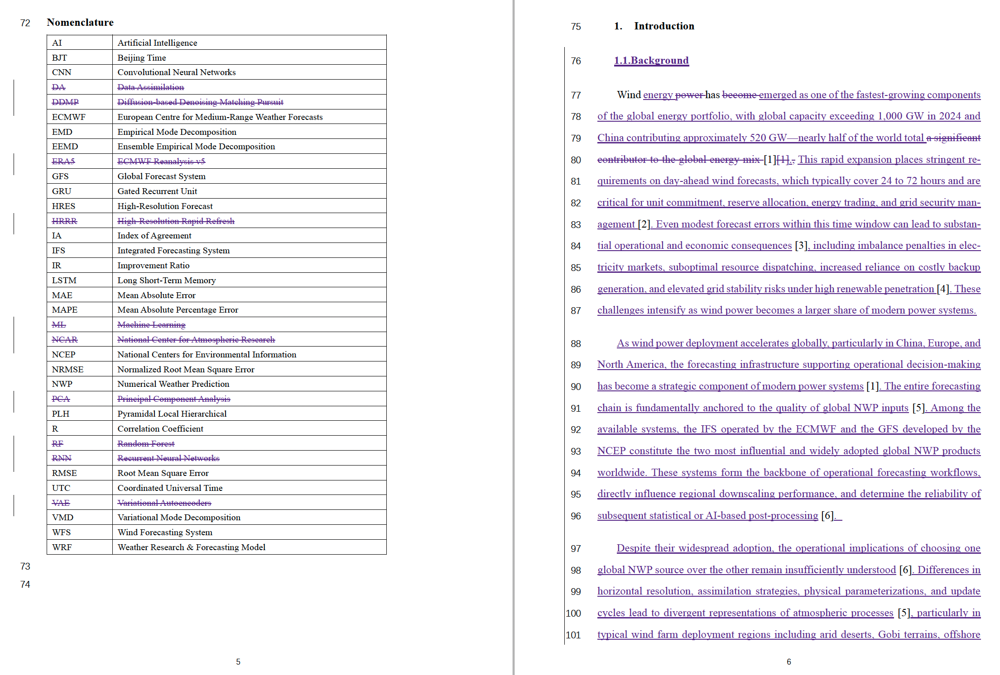 72 Nomenclature
AI Artificial Intelligence
BJT Beijing Time
CNN Convolutional Neural Networks
DA Data Assimilation
DDMP Diffusion-based Denoising Matching Pursuit
ECMWF European Centre for Medium-Range Weather Forecasts
EMD Empirical Mode Decomposition
EEMD Ensemble Empirical Mode Decomposition
ERA5 ECMWF Reanalysis v5
GFS Global Forecast System
GRU Gated Recurrent Unit
HRES High-Resolution Forecast
HRRR High-Resolution Rapid Refresh
IA Index of Agreement
IFS Integrated Forecasting System
IR Improvement Ratio
LSTM Long Short-Term Memory
MAE Mean Absolute Error
MAPE Mean Absolute Percentage Error
ML Machine Learning
NCAR National Center for Atmospheric Research
NCEP National Centers for Environmental Information
NRMSE Normalized Root Mean Square Error
NWP Numerical Weather Prediction
PCA Principal Component Analysis
PLH Pyramidal Local Hierarchical
R Correlation Coefficient
RF Random Forest
RNN Recurrent Neural Networks
RMSE Root Mean Square Error
UTC Coordinated Universal Time
VAE Variational Autoencoders
VMD Variational Mode Decomposition
WFS Wind Forecasting System
WRF Weather Research & Forecasting Model
73
74
5
75 1. Introduction
76 1.1.Background
77 Wind energy power has become emerged as one of the fastest-growing components
78 of the global energy portfolio, with global capacity exceeding 1,000 GW in 2024 and
79 China contributing approximately 520 GW—nearly half of the world total a significant
80 contributor to the global energy mix [1][1]., This rapid expansion places stringent re-
81 quirements on day-ahead wind forecasts, which typically cover 24 to 72 hours and are
82 critical for unit commitment, reserve allocation, energy trading, and grid security man-
83 agement [2]. Even modest forecast errors within this time window can lead to substan-
84 tial operational and economic consequences [3], including imbalance penalties in elec-
85 tricity markets, suboptimal resource dispatching, increased reliance on costly backup
86 generation, and elevated grid stability risks under high renewable penetration [4]. These
87 challenges intensify as wind power becomes a larger share of modern power systems.
88 As wind power deployment accelerates globally, particularly in China, Europe, and
89 North America, the forecasting infrastructure supporting operational decision-making
90 has become a strategic component of modern power systems [1]. The entire forecasting
91 chain is fundamentally anchored to the quality of global NWP inputs [5]. Among the
92 available systems, the IFS operated by the ECMWF and the GFS developed by the
93 NCEP constitute the two most influential and widely adopted global NWP products
94 worldwide. These systems form the backbone of operational forecasting workflows,
95 directly influence regional downscaling performance, and determine the reliability of
96 subsequent statistical or AI-based post-processing [6].
97 Despite their widespread adoption, the operational implications of choosing one
98 global NWP source over the other remain insufficiently understood [6]. Differences in
99 horizontal resolution, assimilation strategies, physical parameterizations, and update
100 cycles lead to divergent representations of atmospheric processes [5], particularly in
101 typical wind farm deployment regions including arid deserts, Gobi terrains, offshore
6